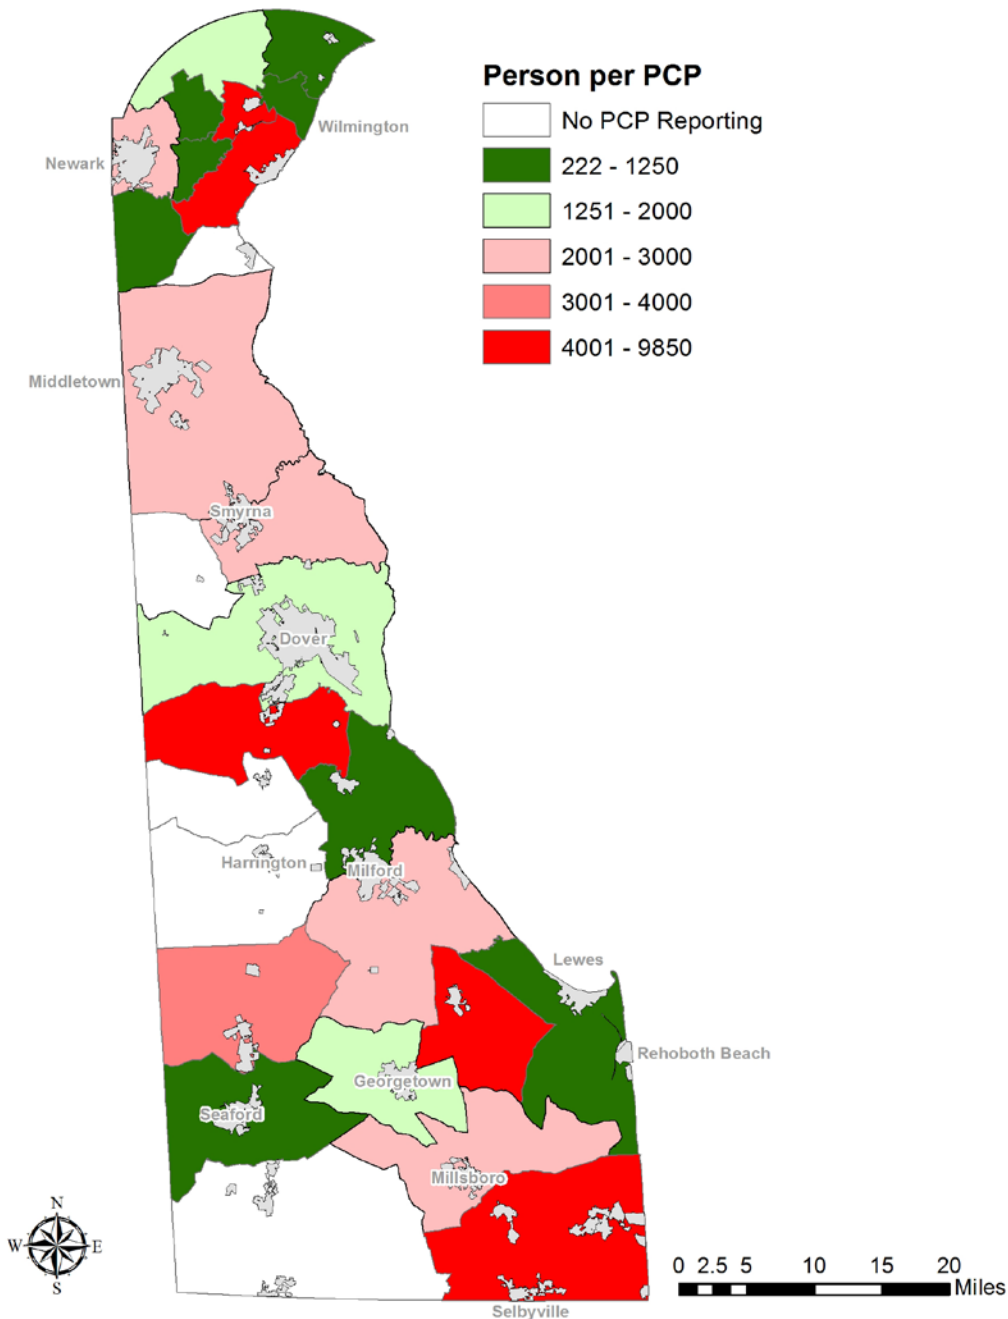 Person per PCP
No PCP Reporting
222 - 1250
1251 - 2000
2001 - 3000
3001 - 4000
4001 - 9850
Wilmington
Newark
Middletown
Smyrna
Dover
Harrington
Milford
Lewes
Rehoboth Beach
Georgetown
Seaford
Millsboro
N
W E
S
0 2.5 5 10 15 20
Miles
Selbyville